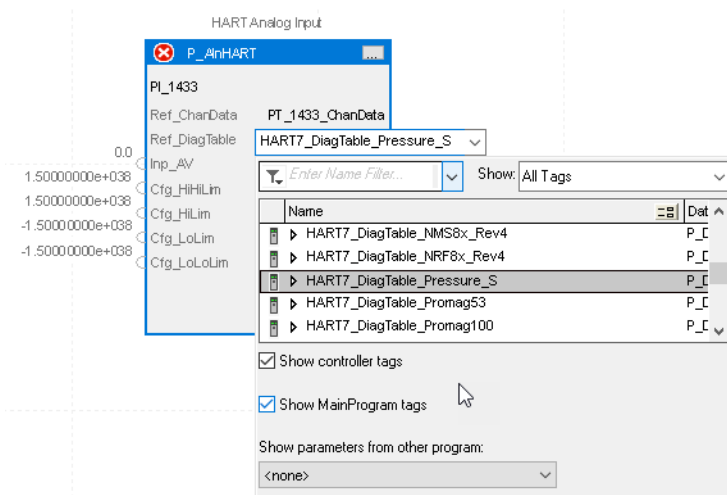 HART Analog Input
P_AInHART
...
PI_1433
Ref_ChanData PT_1433_ChanData
Ref_DiagTable HART7_DiagTable_Pressure_S
0.0 Inp_AV
Enter Name Filter... Show: All Tags
1.50000000e+038 Cfg_HiHiLim
1.50000000e+038 Cfg_HiLim
-1.50000000e+038 Cfg_LoLim
-1.50000000e+038 Cfg_LoLoLim
Name Dat
HART7_DiagTable_NMS8x_Rev4 P_D
HART7_DiagTable_NRF8x_Rev4 P_D
HART7_DiagTable_Pressure_S P_D
HART7_DiagTable_Promag53 P_D
HART7_DiagTable_Promag100 P_D
Show controller tags
Show MainProgram tags
Show parameters from other program:
<none>